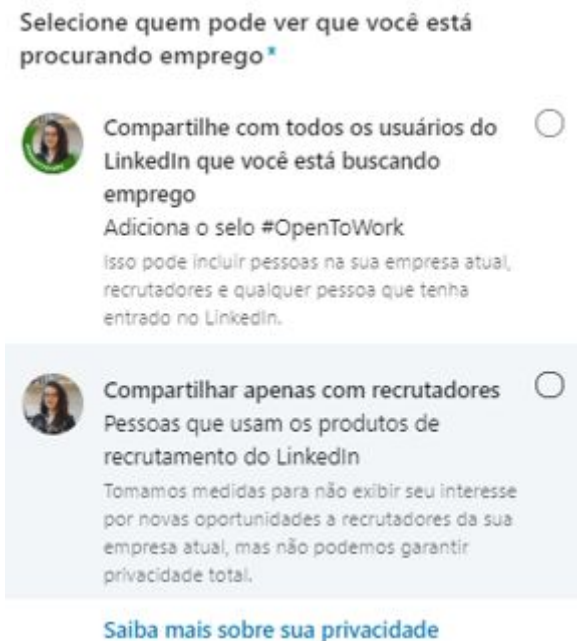 Selecione quem pode ver que você está
procurando emprego*
Compartilhe com todos os usuários do
LinkedIn que você está buscando
emprego
Adiciona o selo #OpenToWork
Isso pode incluir pessoas na sua empresa atual,
recrutadores e qualquer pessoa que tenha
entrado no LinkedIn.
Compartilhar apenas com recrutadores
Pessoas que usam os produtos de
recrutamento do LinkedIn
Tomamos medidas para não exibir seu interesse
por novas oportunidades a recrutadores da sua
empresa atual, mas não podemos garantir
privacidade total.
Saiba mais sobre sua privacidade